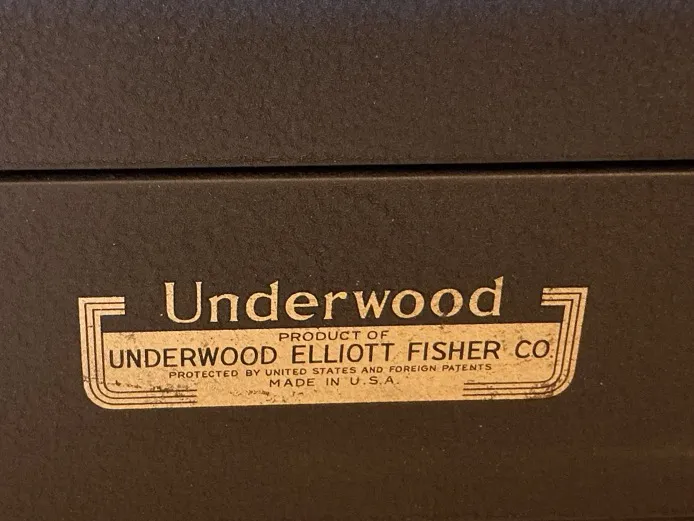 Underwood
PRODUCT OF
UNDERWOOD ELLIOTT FISHER CO.
PROTECTED BY UNITED STATES AND FOREIGN PATENTS
MADE IN U.S.A.